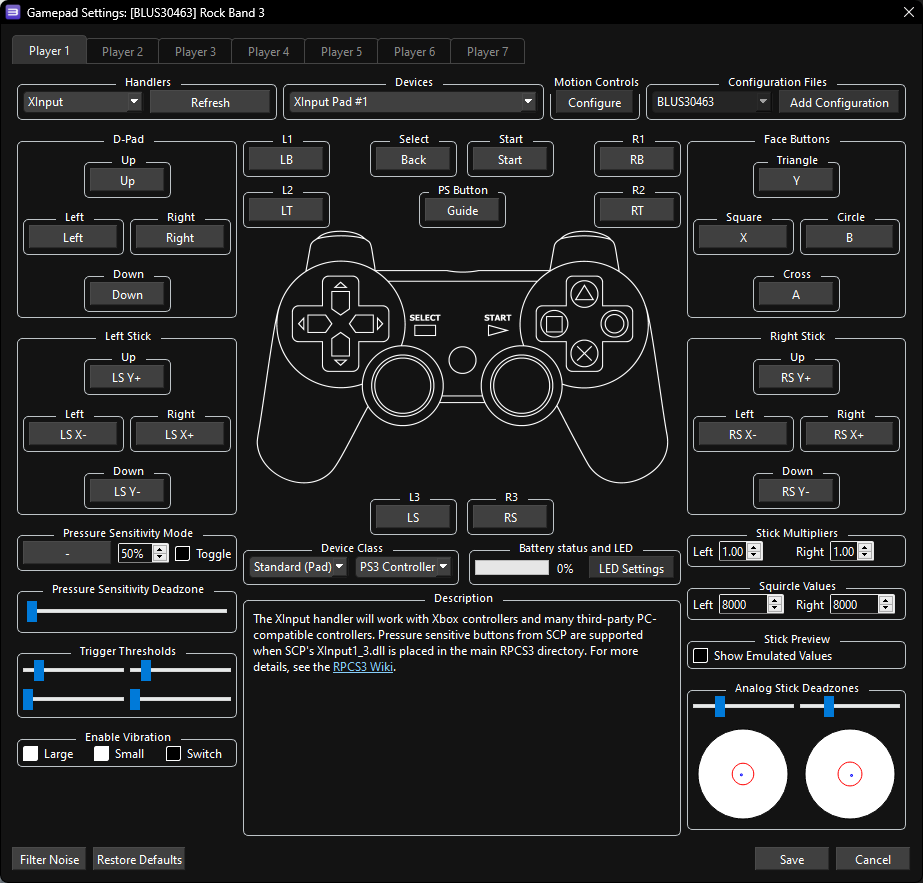 Gamepad Settings: [BLUS30463] Rock Band 3
Player 1 Player 2 Player 3 Player 4 Player 5 Player 6 Player 7
Handlers
XInput Refresh
Devices
XInput Pad #1
Motion Controls
Configure
Configuration Files
BLUS30463 Add Configuration
D-Pad
Up
Up
Left Right
Left Right
Down
Down
L1
LB
L2
LT
Select
Back
Start
Start
PS Button
Guide
R1
RB
R2
RT
Face Buttons
Triangle
Y
Square Circle
X B
Cross
A
SELECT START
Left Stick
Up
LS Y+
Left Right
LS X- LS X+
Down
LS Y-
Right Stick
Up
RS Y+
Left Right
RS X- RS X+
Down
RS Y-
L3 R3
LS RS
Pressure Sensitivity Mode
- 50% Toggle
Pressure Sensitivity Deadzone
Trigger Thresholds
Enable Vibration
Large Small Switch
Device Class
Standard (Pad) PS3 Controller
Battery status and LED
0% LED Settings
Description
The XInput handler will work with Xbox controllers and many third-party PC-
compatible controllers. Pressure sensitive buttons from SCP are supported
when SCP's XInput1_3.dll is placed in the main RPCS3 directory. For more
details, see the RPCS3 Wiki.
Stick Multipliers
Left 1.00 Right 1.00
Squircle Values
Left 8000 Right 8000
Stick Preview
Show Emulated Values
Analog Stick Deadzones
Filter Noise Restore Defaults Save Cancel